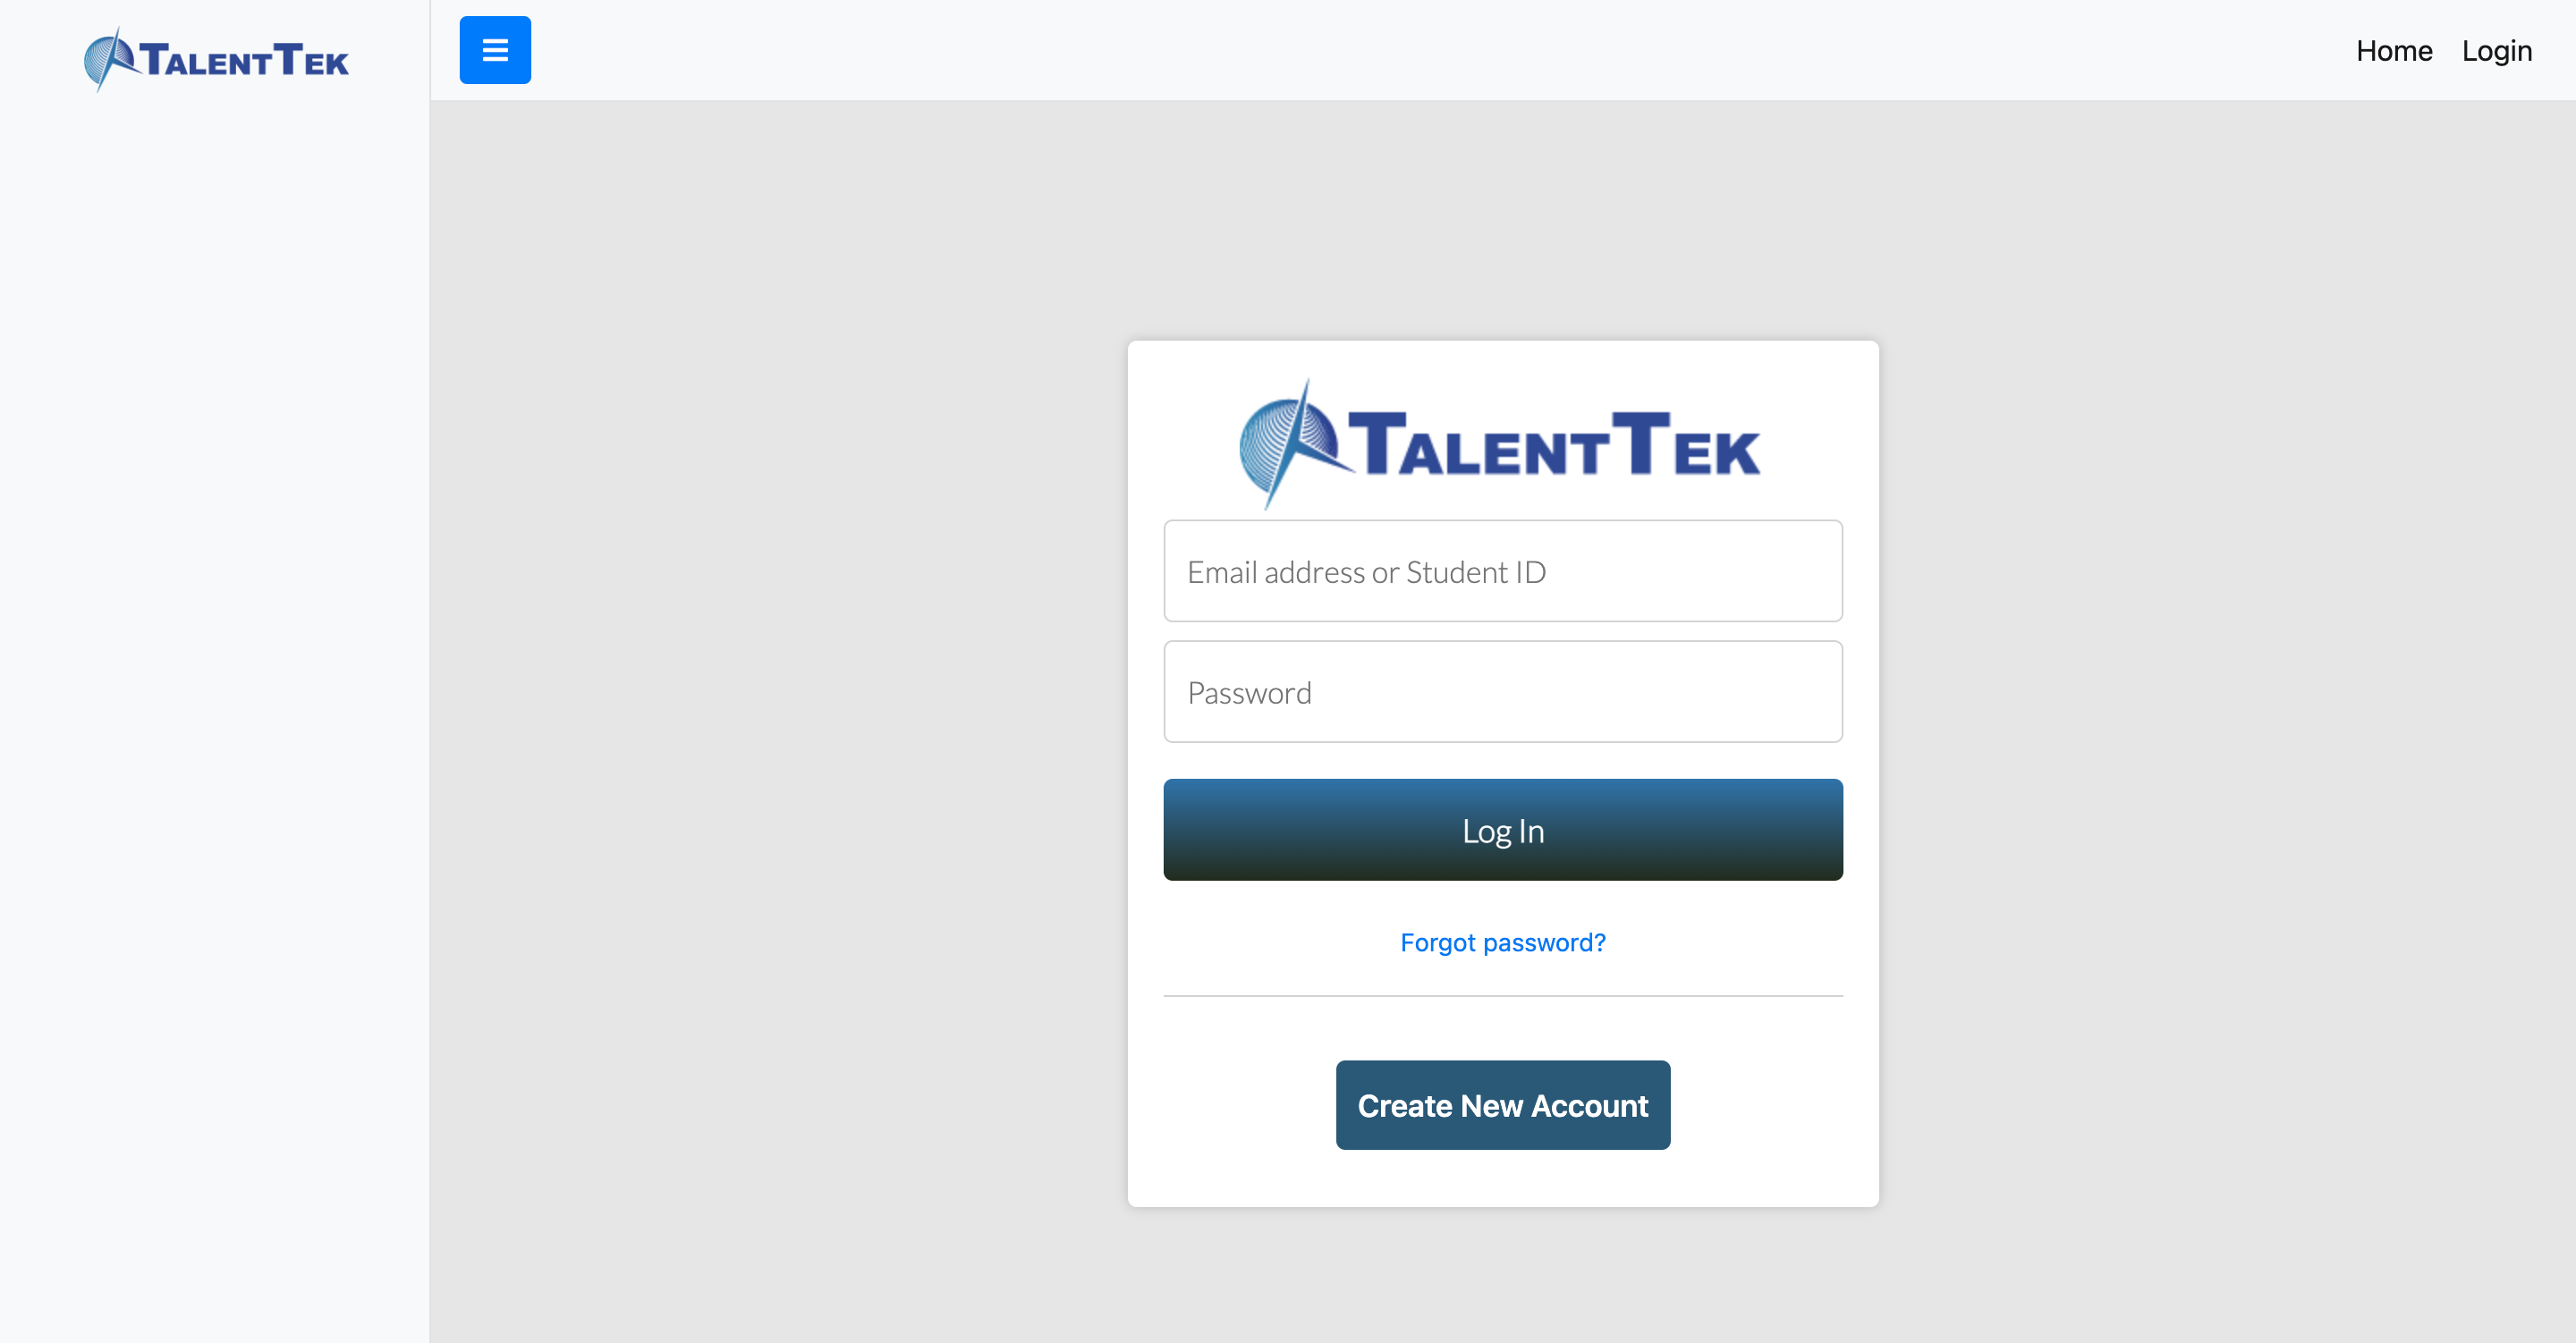 TALENTTEK
Home Login
TALENTTEK
Email address or Student ID
Password
Log In
Forgot password?
Create New Account